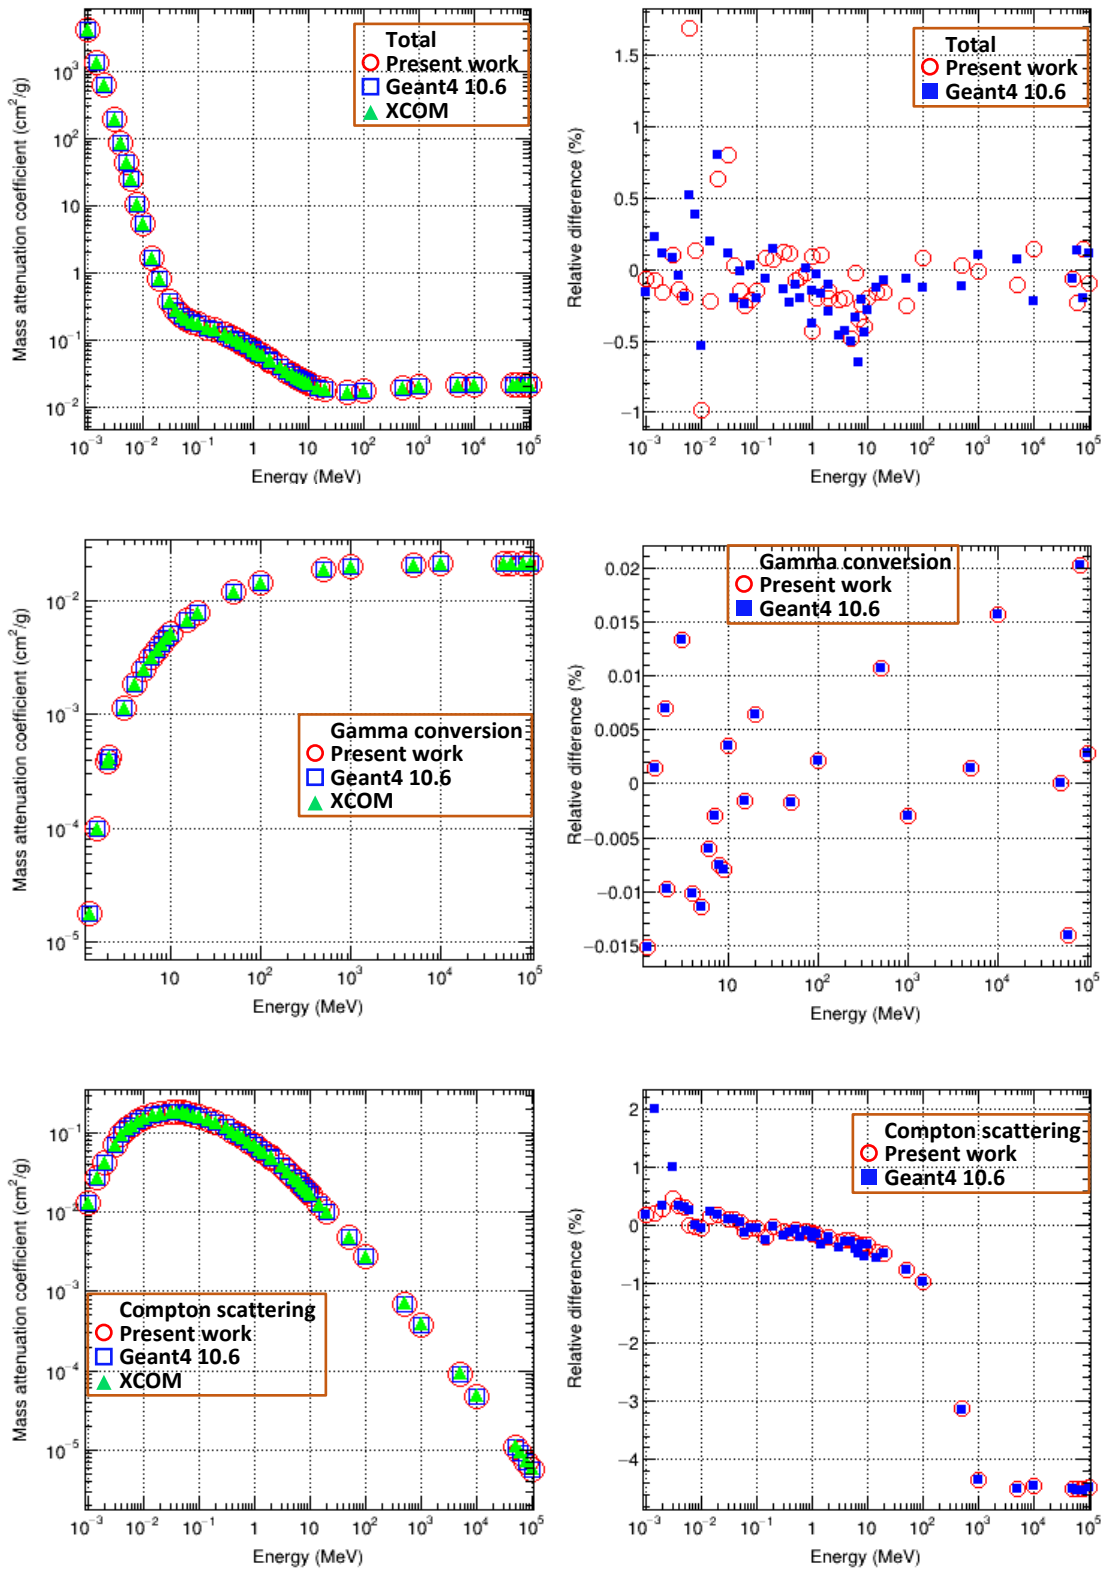 Total
Present work
Geant4 10.6
XCOM
Mass attenuation coefficient (cm²/g)
10³
10²
10
1
10⁻¹
10⁻²
10⁻³ 10⁻² 10⁻¹ 1 10 10² 10³ 10⁴ 10⁵
Energy (MeV)
Total
Present work
Geant4 10.6
Relative difference (%)
1.5
1
0.5
0
−0.5
−1
10⁻³ 10⁻² 10⁻¹ 1 10 10² 10³ 10⁴ 10⁵
Energy (MeV)
Mass attenuation coefficient (cm²/g)
10⁻²
10⁻³
10⁻⁴
10⁻⁵
Gamma conversion
Present work
Geant4 10.6
XCOM
10 10² 10³ 10⁴ 10⁵
Energy (MeV)
Gamma conversion
Present work
Geant4 10.6
Relative difference (%)
0.02
0.015
0.01
0.005
0
−0.005
−0.01
−0.015
10 10² 10³ 10⁴ 10⁵
Energy (MeV)
Mass attenuation coefficient (cm²/g)
10⁻¹
10⁻²
10⁻³
10⁻⁴
10⁻⁵
Compton scattering
Present work
Geant4 10.6
XCOM
10⁻³ 10⁻² 10⁻¹ 1 10 10² 10³ 10⁴ 10⁵
Energy (MeV)
Compton scattering
Present work
Geant4 10.6
Relative difference (%)
2
1
0
−1
−2
−3
−4
10⁻³ 10⁻² 10⁻¹ 1 10 10² 10³ 10⁴ 10⁵
Energy (MeV)